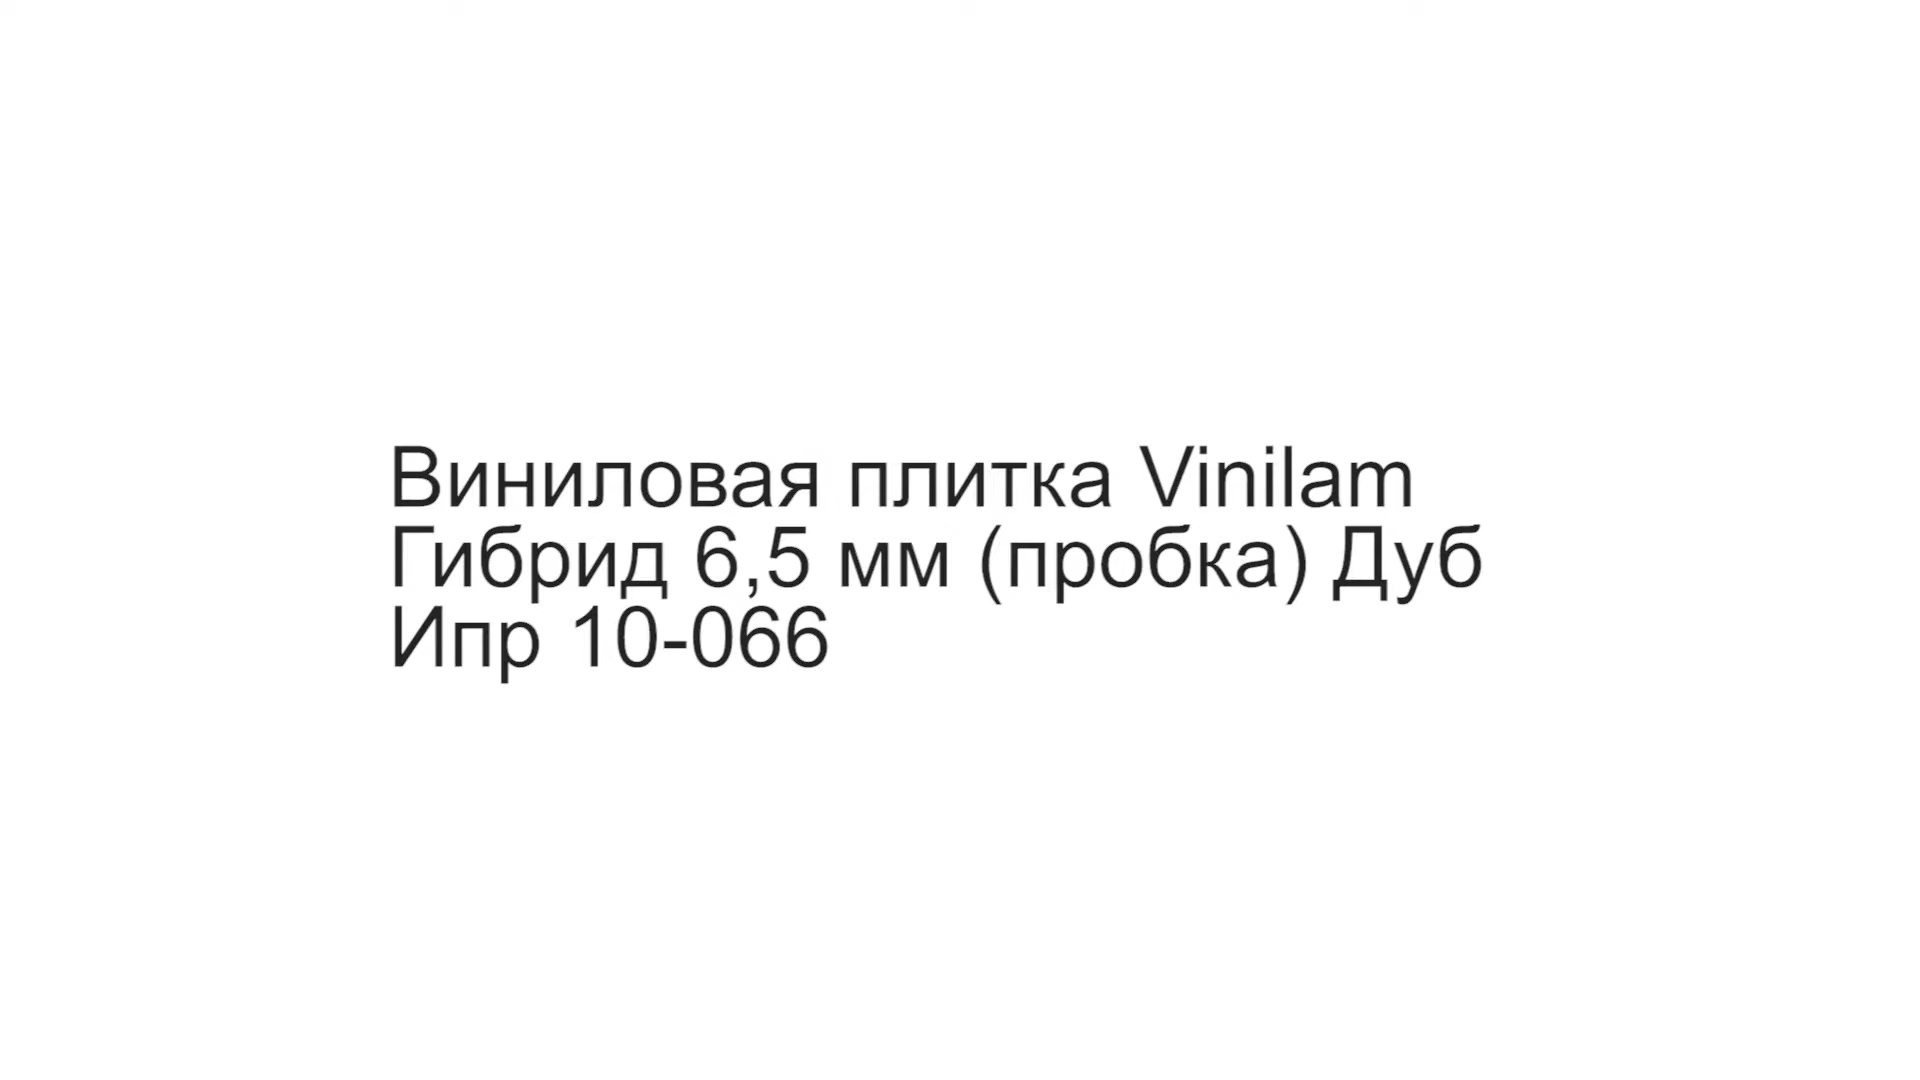 Виниловая плитка Vinilam
Гибрид 6,5 мм (пробка) Дуб
Ипр 10-066